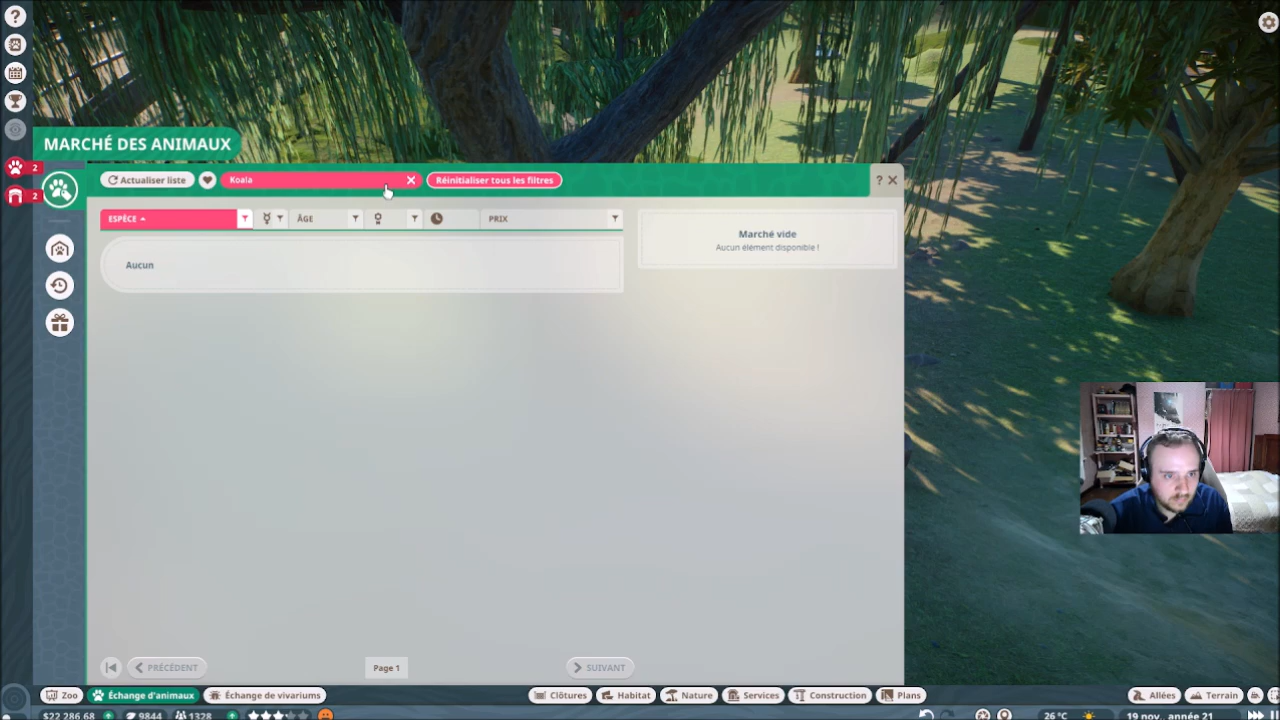 MARCHÉ DES ANIMAUX
2
2
Actualiser liste
Koala
Réinitialiser tous les filtres
?
ESPÈCE
ÂGE
PRIX
Marché vide
Aucun élément disponible !
Aucun
PRÉCÉDENT
Page 1
SUIVANT
Zoo
Échange d'animaux
Échange de vivariums
Clôtures
Habitat
Nature
Services
Construction
Plans
Allées
Terrain
$22 286,68
9844
1328
26 °C
19 nov., année 21